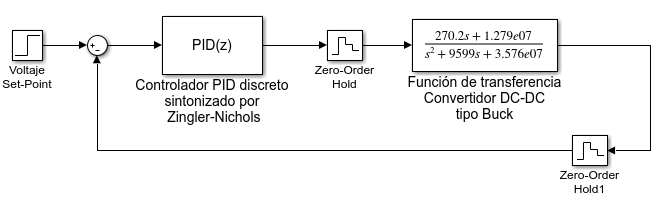 +
-
PID(z)
270.2s + 1.279e07
s² + 9599s + 3.576e07
Voltaje
Set-Point
Controlador PID discreto
sintonizado por
Zingler-Nichols
Zero-Order
Hold
Función de transferencia
Convertidor DC-DC
tipo Buck
Zero-Order
Hold1